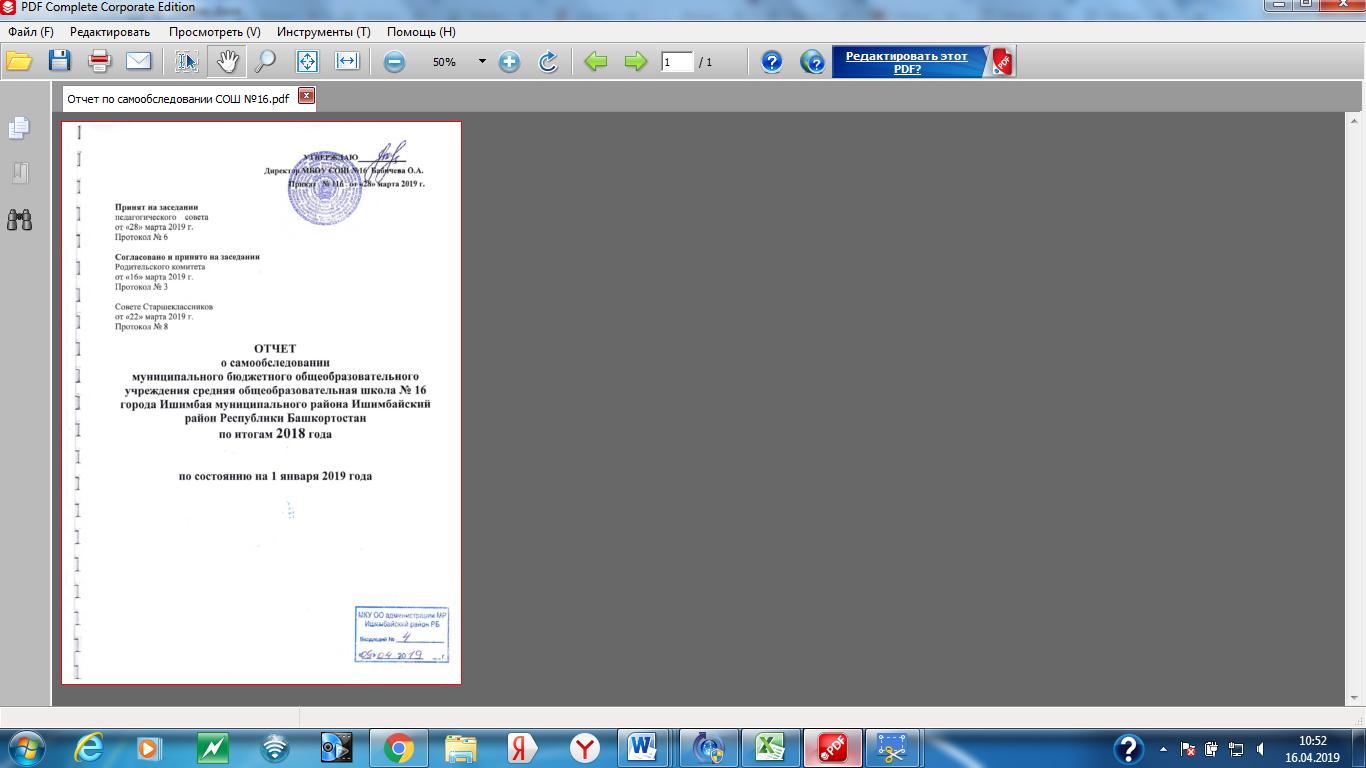 PDF Complete Corporate Edition
Файл (F) Редактировать Просмотреть (V) Инструменты (T) Помощь (H)
50% 1 / 1 Редактировать этот PDF?
Отчет по самообследовании СОШ №16.pdf
УТВЕРЖДАЮ
Директор МБОУ СОШ №16 Бабичева О.А.
Приказ № 116 от «28» марта 2019 г.
Принят на заседании
педагогического совета
от «28» марта 2019 г.
Протокол № 6
Согласовано и принято на заседании
Родительского комитета
от «16» марта 2019 г.
Протокол № 3
Совете Старшеклассников
от «22» марта 2019 г.
Протокол № 8
ОТЧЕТ
о самообследовании
муниципального бюджетного общеобразовательного
учреждения средняя общеобразовательная школа № 16
города Ишимбая муниципального района Ишимбайский
район Республики Башкортостан
по итогам 2018 года
по состоянию на 1 января 2019 года
МКУ ОО администрации МР
Ишимбайский район РБ
Входящий № 4
«09» 04 2019 г
10:52
16.04.2019